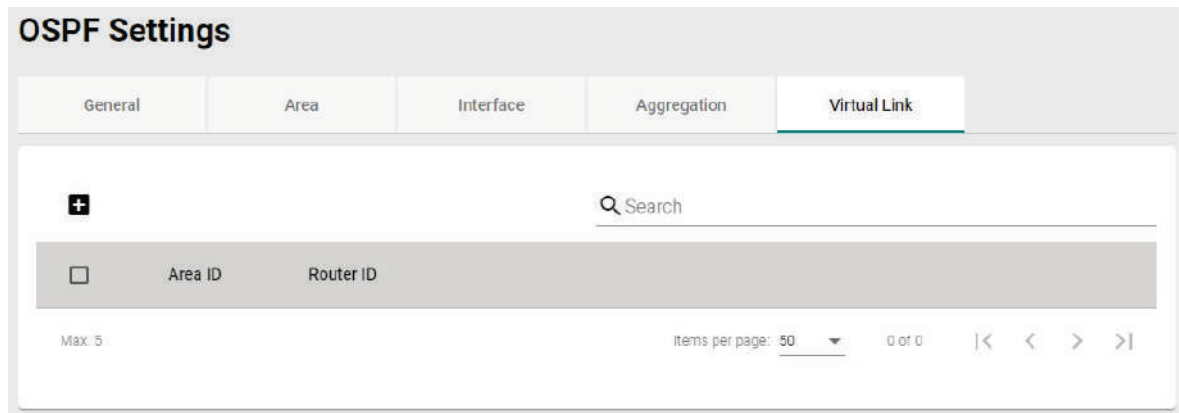 OSPF Settings
General Area Interface Aggregation Virtual Link
Search
Area ID Router ID
Max. 5 Items per page: 50 0 of 0